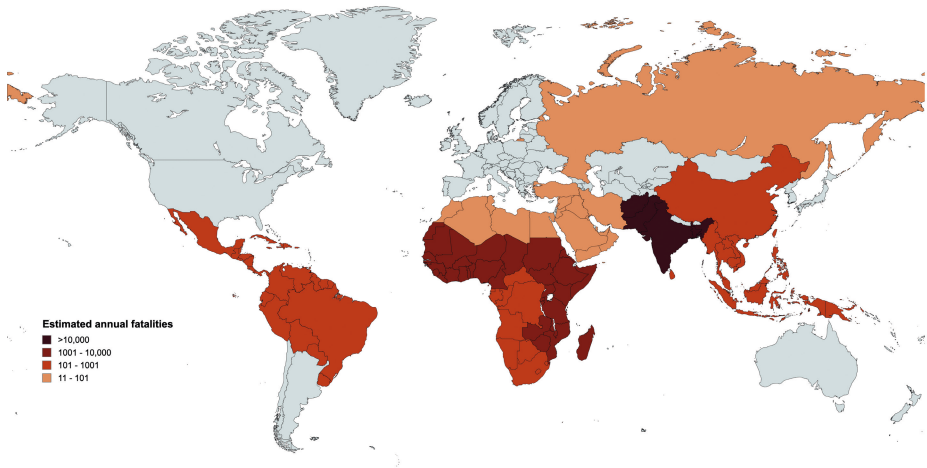 Estimated annual fatalities
>10,000
1001 - 10,000
101 - 1001
11 - 101